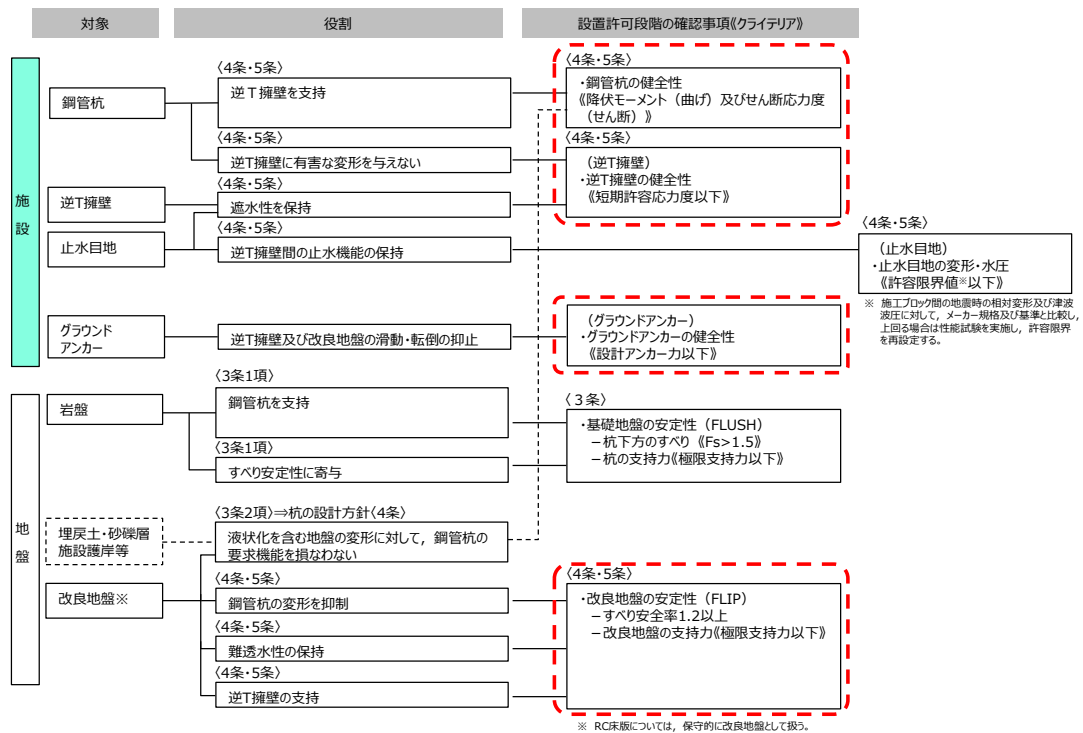 対象
役割
設置許可段階の確認事項《クライテリア》
施設
鋼管杭
〈4条・5条〉
逆T擁壁を支持
〈4条・5条〉
逆T擁壁に有害な変形を与えない
〈4条・5条〉
・鋼管杭の健全性
《降伏モーメント（曲げ）及びせん断応力度
（せん断）》
〈4条・5条〉
（逆T擁壁）
・逆T擁壁の健全性
《短期許容応力度以下》
逆T擁壁
〈4条・5条〉
遮水性を保持
止水目地
〈4条・5条〉
逆T擁壁間の止水機能の保持
〈4条・5条〉
（止水目地）
・止水目地の変形・水圧
《許容限界値※以下》
※ 施工ブロック間の地震時の相対変形及び津波
波圧に対して，メーカー規格及び基準と比較し，
上回る場合は性能試験を実施し，許容限界
を再設定する。
グラウンド
アンカー
逆T擁壁及び改良地盤の滑動・転倒の抑止
（グラウンドアンカー）
・グラウンドアンカーの健全性
《設計アンカー力以下》
地盤
岩盤
〈3条1項〉
鋼管杭を支持
〈3条1項〉
すべり安定性に寄与
〈３条〉
・基礎地盤の安定性（FLUSH）
－杭下方のすべり《Fs>1.5》
－杭の支持力《極限支持力以下》
埋戻土・砂礫層
施設護岸等
〈3条2項〉⇒杭の設計方針〈4条〉
液状化を含む地盤の変形に対して，鋼管杭の
要求機能を損なわない
改良地盤※
〈4条・5条〉
鋼管杭の変形を抑制
〈4条・5条〉
難透水性の保持
〈4条・5条〉
逆T擁壁の支持
〈4条・5条〉
・改良地盤の安定性（FLIP）
－すべり安全率1.2以上
－改良地盤の支持力《極限支持力以下》
※ RC床版については，保守的に改良地盤として扱う。